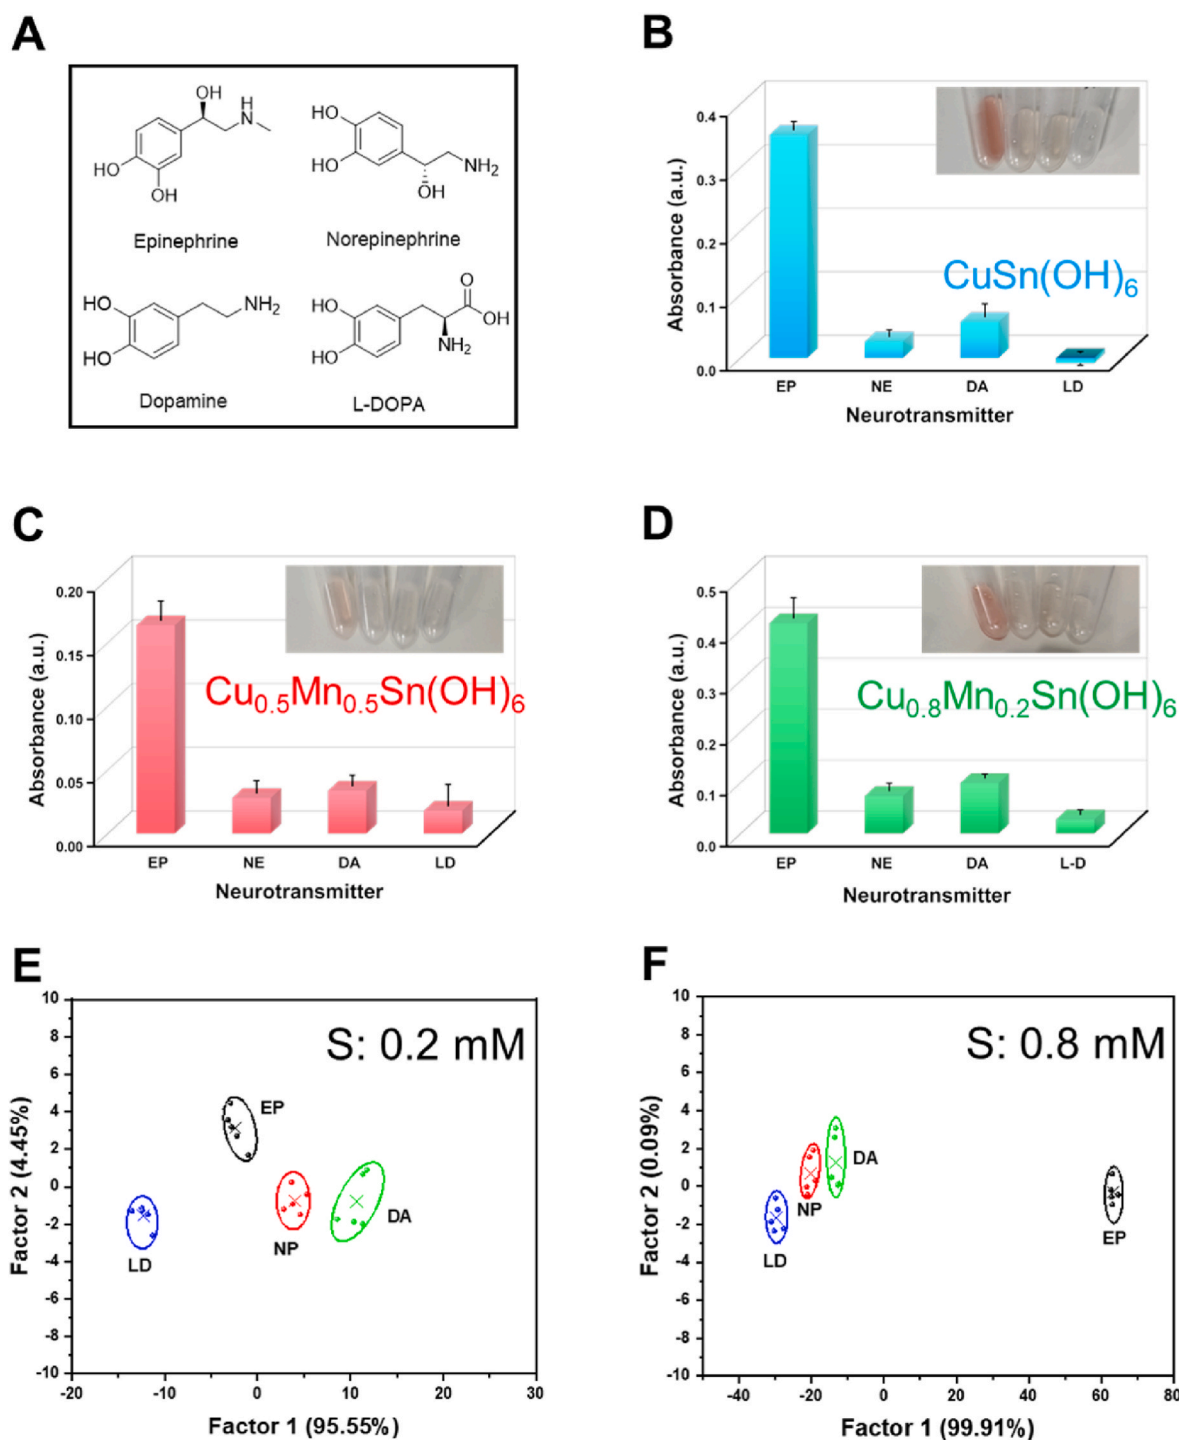 A
OH
H
N
HO
OH
Epinephrine
HO
HO
NH2
OH
Norepinephrine
HO
HO
NH2
Dopamine
O
HO
OH
HO
NH2
L-DOPA
B
Absorbance (a.u.)
0.4
0.3
0.2
0.1
0.0
CuSn(OH)6
EP NE DA LD
Neurotransmitter
C
Absorbance (a.u.)
0.20
0.15
0.10
0.05
0.00
Cu0.5Mn0.5Sn(OH)6
EP NE DA LD
Neurotransmitter
D
Absorbance (a.u.)
0.5
0.4
0.3
0.2
0.1
0.0
Cu0.8Mn0.2Sn(OH)6
EP NE DA L-D
Neurotransmitter
E
Factor 2 (4.45%)
10
8
6
4
2
0
-2
-4
-6
-8
-10
S: 0.2 mM
EP
DA
NP
LD
-20 -10 0 10 20 30
Factor 1 (95.55%)
F
Factor 2 (0.09%)
10
8
6
4
2
0
-2
-4
-6
-8
-10
S: 0.8 mM
DA
NP
LD
EP
-40 -20 0 20 40 60 80
Factor 1 (99.91%)